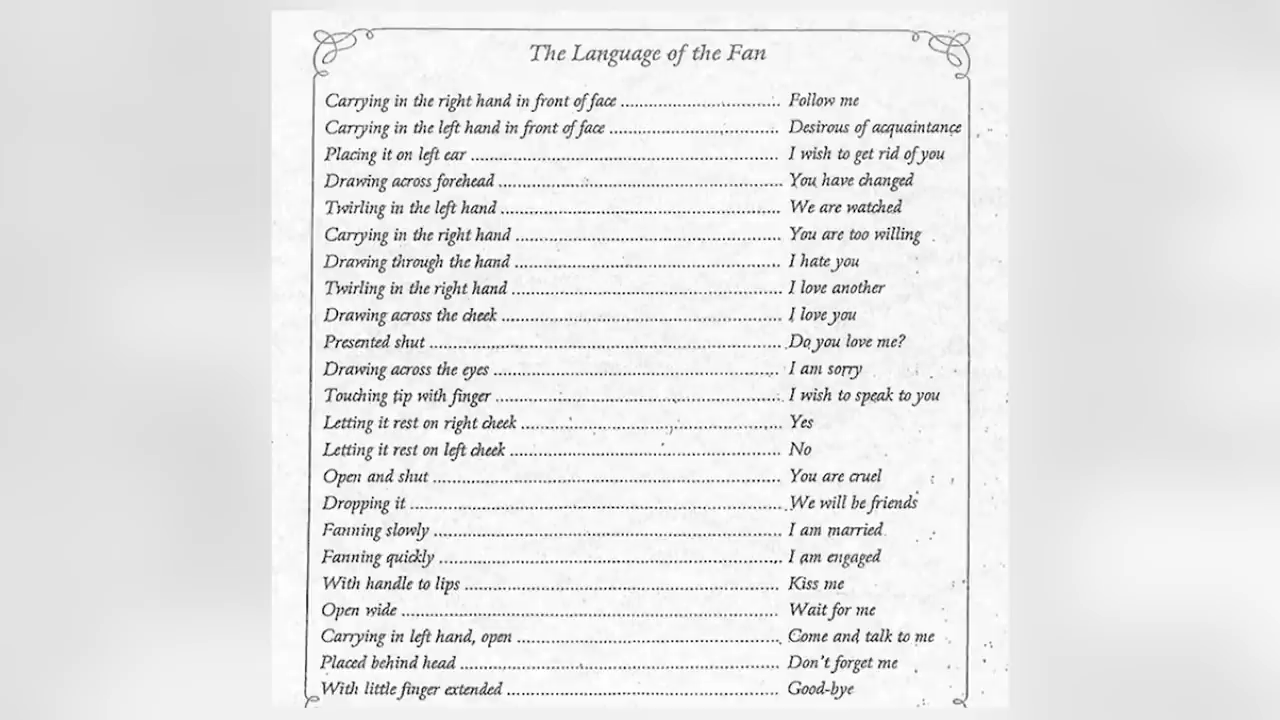 The Language of the Fan
Carrying in the right hand in front of face .......... Follow me
Carrying in the left hand in front of face .......... Desirous of acquaintance
Placing it on left ear .......... I wish to get rid of you
Drawing across forehead .......... You have changed
Twirling in the left hand .......... We are watched
Carrying in the right hand .......... You are too willing
Drawing through the hand .......... I hate you
Twirling in the right hand .......... I love another
Drawing across the cheek .......... I love you
Presented shut .......... Do you love me?
Drawing across the eyes .......... I am sorry
Touching tip with finger .......... I wish to speak to you
Letting it rest on right cheek .......... Yes
Letting it rest on left cheek .......... No
Open and shut .......... You are cruel
Dropping it .......... We will be friends
Fanning slowly .......... I am married
Fanning quickly .......... I am engaged
With handle to lips .......... Kiss me
Open wide .......... Wait for me
Carrying in left hand, open .......... Come and talk to me
Placed behind head .......... Don't forget me
With little finger extended .......... Good-bye